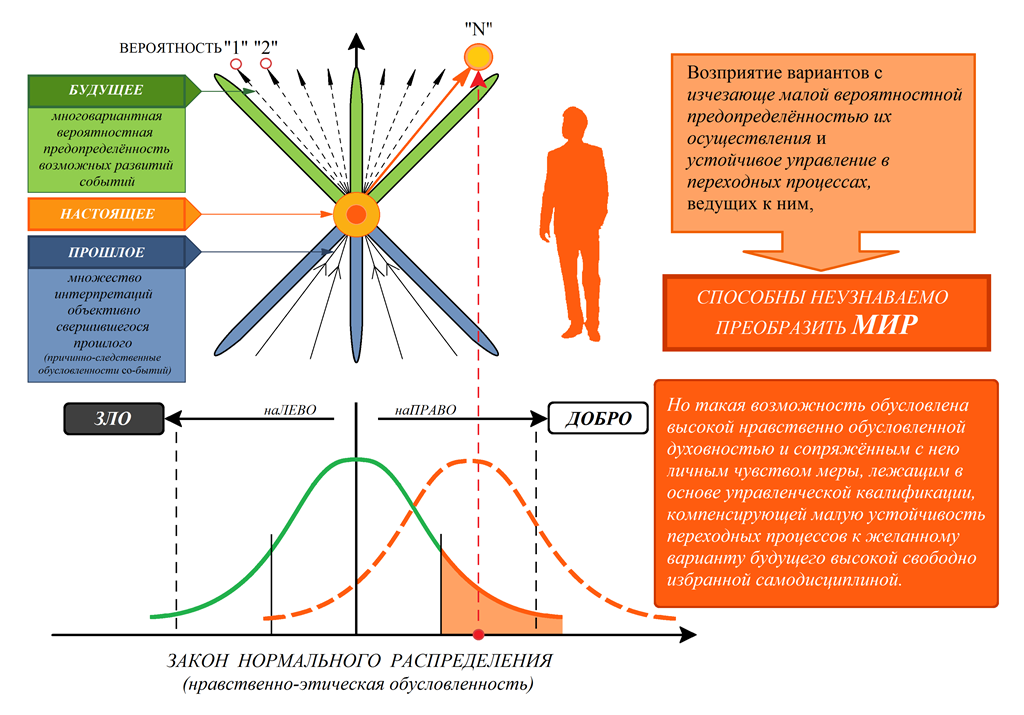 ВЕРОЯТНОСТЬ "1" "2"
"N"
БУДУЩЕЕ
многовариантная
вероятностная
предопределённость
возможных развитий
событий
НАСТОЯЩЕЕ
ПРОШЛОЕ
множество
интерпретаций
объективно
свершившегося
прошлого
(причинно-следственные
обусловленности со-бытий)
Возприятие вариантов с
изчезающе малой вероятностной
предопределённостью их
осуществления и
устойчивое управление в
переходных процессах,
ведущих к ним,
СПОСОБНЫ НЕУЗНАВАЕМО
ПРЕОБРАЗИТЬ МИР
Но такая возможность обусловлена
высокой нравственно обусловленной
духовностью и сопряжённым с нею
личным чувством меры, лежащим в
основе управленческой квалификации,
компенсирующей малую устойчивость
переходных процессов к желанному
варианту будущего высокой свободно
избранной самодисциплиной.
ЗЛО
наЛЕВО
наПРАВО
ДОБРО
ЗАКОН НОРМАЛЬНОГО РАСПРЕДЕЛЕНИЯ
(нравственно-этическая обусловленность)